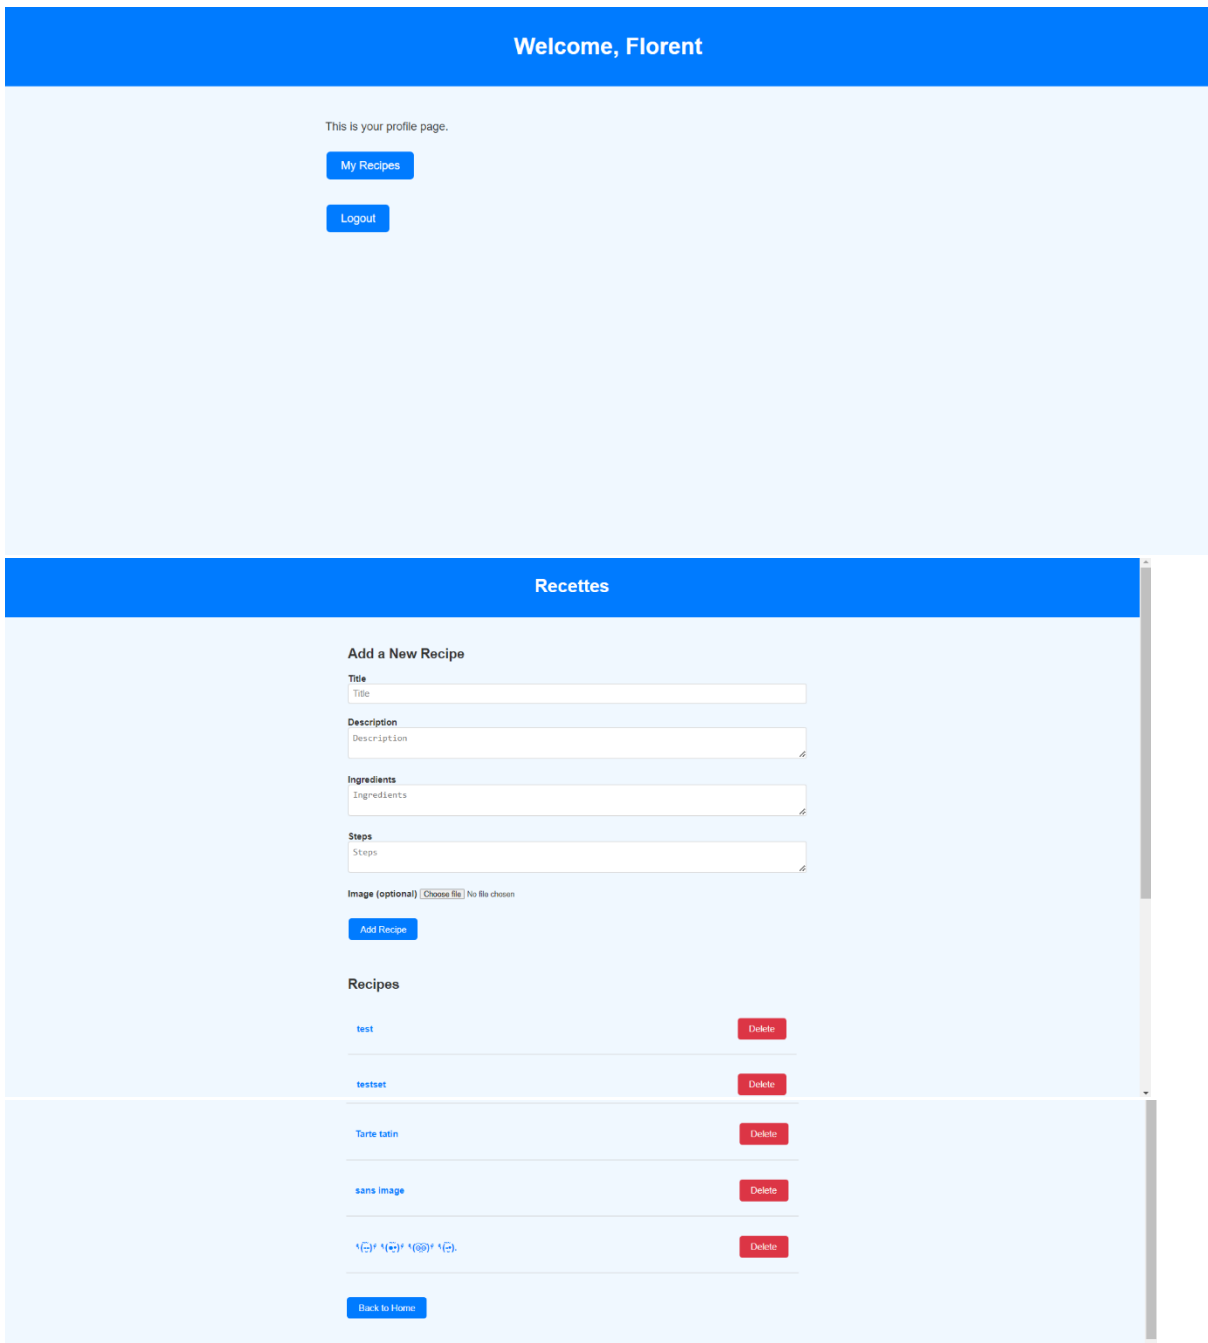 Welcome, Florent
This is your profile page.
My Recipes
Logout
Recettes
Add a New Recipe
Title
Title
Description
Description
Ingredients
Ingredients
Steps
Steps
Image (optional) Choose file No file chosen
Add Recipe
Recipes
test Delete
testset Delete
Tarte tatin Delete
sans image Delete
Delete
Back to Home